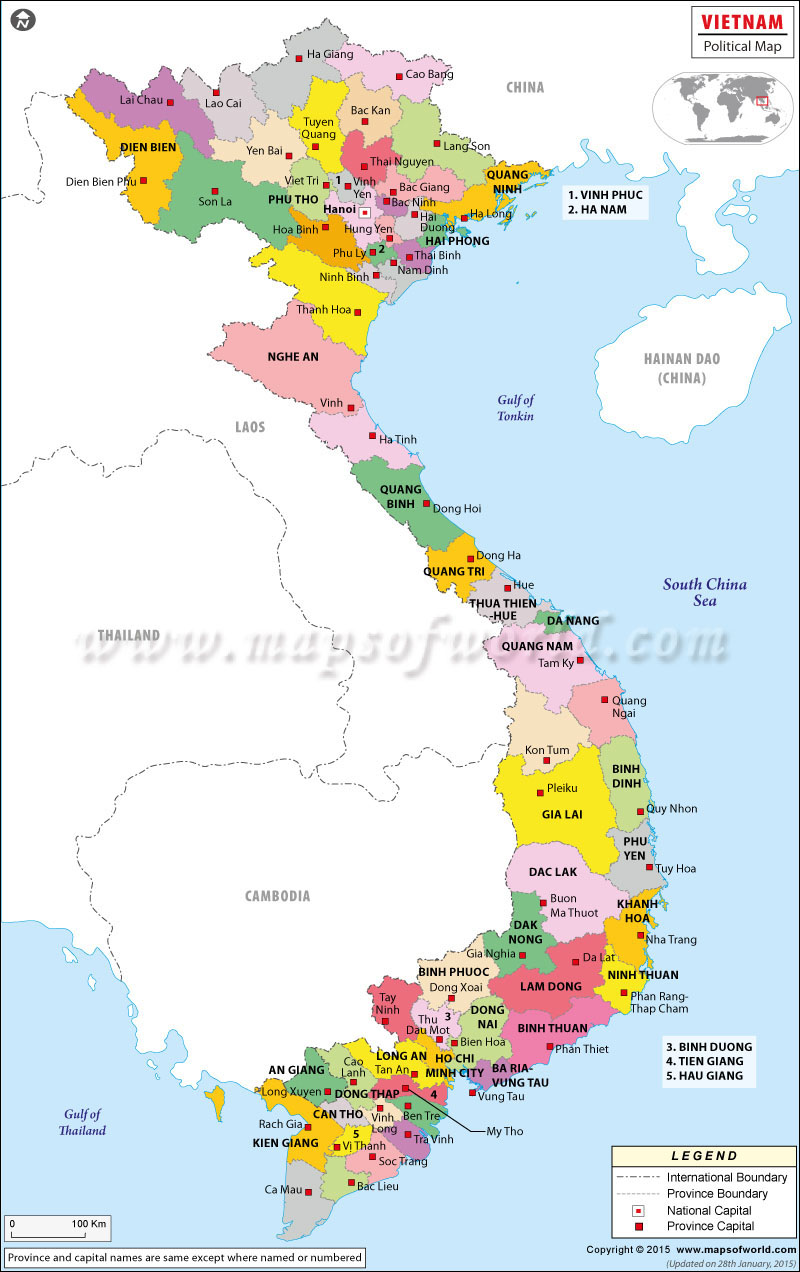 N
VIETNAM
Political Map
Ha Giang
Cao Bang
CHINA
Lai Chau
Lao Cai
Bac Kan
Tuyen
Quang
DIEN BIEN
Yen Bai
Lang Son
Thai Nguyen
Dien Bien Phu
Son La
Viet Tri
PHU THO
1
Vinh
Yen
Bac Giang
QUANG
NINH
1. VINH PHUC
2. HA NAM
Hanoi
Bac Ninh
Hai
Duong
Ha Long
Hoa Binh
Hung Yen
HAI PHONG
Phu Ly
2
Thai Binh
Ninh Binh
Nam Dinh
Thanh Hoa
NGHE AN
HAINAN DAO
(CHINA)
Vinh
Gulf of
Tonkin
LAOS
Ha Tinh
QUANG
BINH
Dong Hoi
Dong Ha
QUANG TRI
Hue
THUA THIEN
-HUE
South China
Sea
DA NANG
THAILAND
www.mapsofworld.com
QUANG NAM
Tam Ky
Quang
Ngai
Kon Tum
BINH
DINH
Pleiku
GIA LAI
Quy Nhon
PHU
YEN
Tuy Hoa
DAC LAK
CAMBODIA
Buon
Ma Thuot
KHANH
HOA
DAK
NONG
Nha Trang
Gia Nghia
Da Lat
BINH PHUOC
Dong Xoai
LAM DONG
NINH THUAN
Phan Rang-
Thap Cham
Tay
Ninh
Thu
Dau Mot
3
DONG
NAI
BINH THUAN
Bien Hoa
Phan Thiet
3. BINH DUONG
4. TIEN GIANG
5. HAU GIANG
LONG AN
Tan An
HO CHI
MINH CITY
BA RIA-
VUNG TAU
Vung Tau
AN GIANG
Cao
Lanh
Long Xuyen
DONG THAP
4
CAN THO
Vinh
Long
Ben Tre
My Tho
Gulf of
Thailand
Rach Gia
KIEN GIANG
5
Vi Thanh
Tra Vinh
Soc Trang
Ca Mau
Bac Lieu
LEGEND
International Boundary
Province Boundary
National Capital
Province Capital
0
100 Km
Province and capital names are same except where named or numbered
Copyright © 2015 www.mapsofworld.com
(Updated on 28th January, 2015)